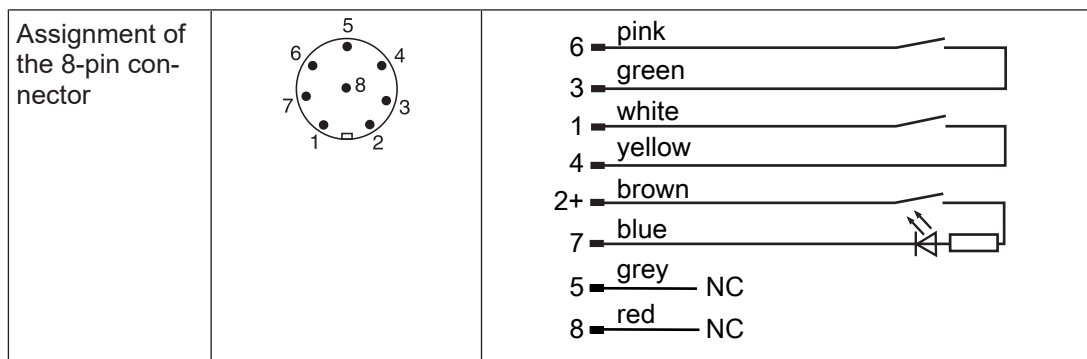 Assignment of
the 8-pin con-
nector
5
6
4
8
7
3
1
2
6 pink
3 green
1 white
4 yellow
2+ brown
7 blue
5 grey NC
8 red NC